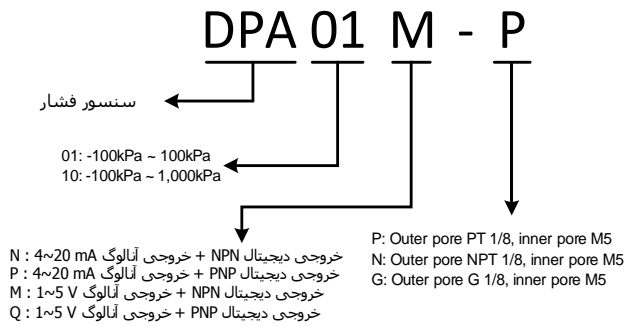 DPA 01 M - P
سنسور فشار
01: -100kPa ~ 100kPa
10: -100kPa ~ 1,000kPa
N : 4~20 mA خروجی دیجیتال NPN + خروجی آنالوگ
P : 4~20 mA خروجی دیجیتال PNP + خروجی آنالوگ
M : 1~5 V خروجی دیجیتال NPN + خروجی آنالوگ
Q : 1~5 V خروجی دیجیتال PNP + خروجی آنالوگ
P: Outer pore PT 1/8, inner pore M5
N: Outer pore NPT 1/8, inner pore M5
G: Outer pore G 1/8, inner pore M5